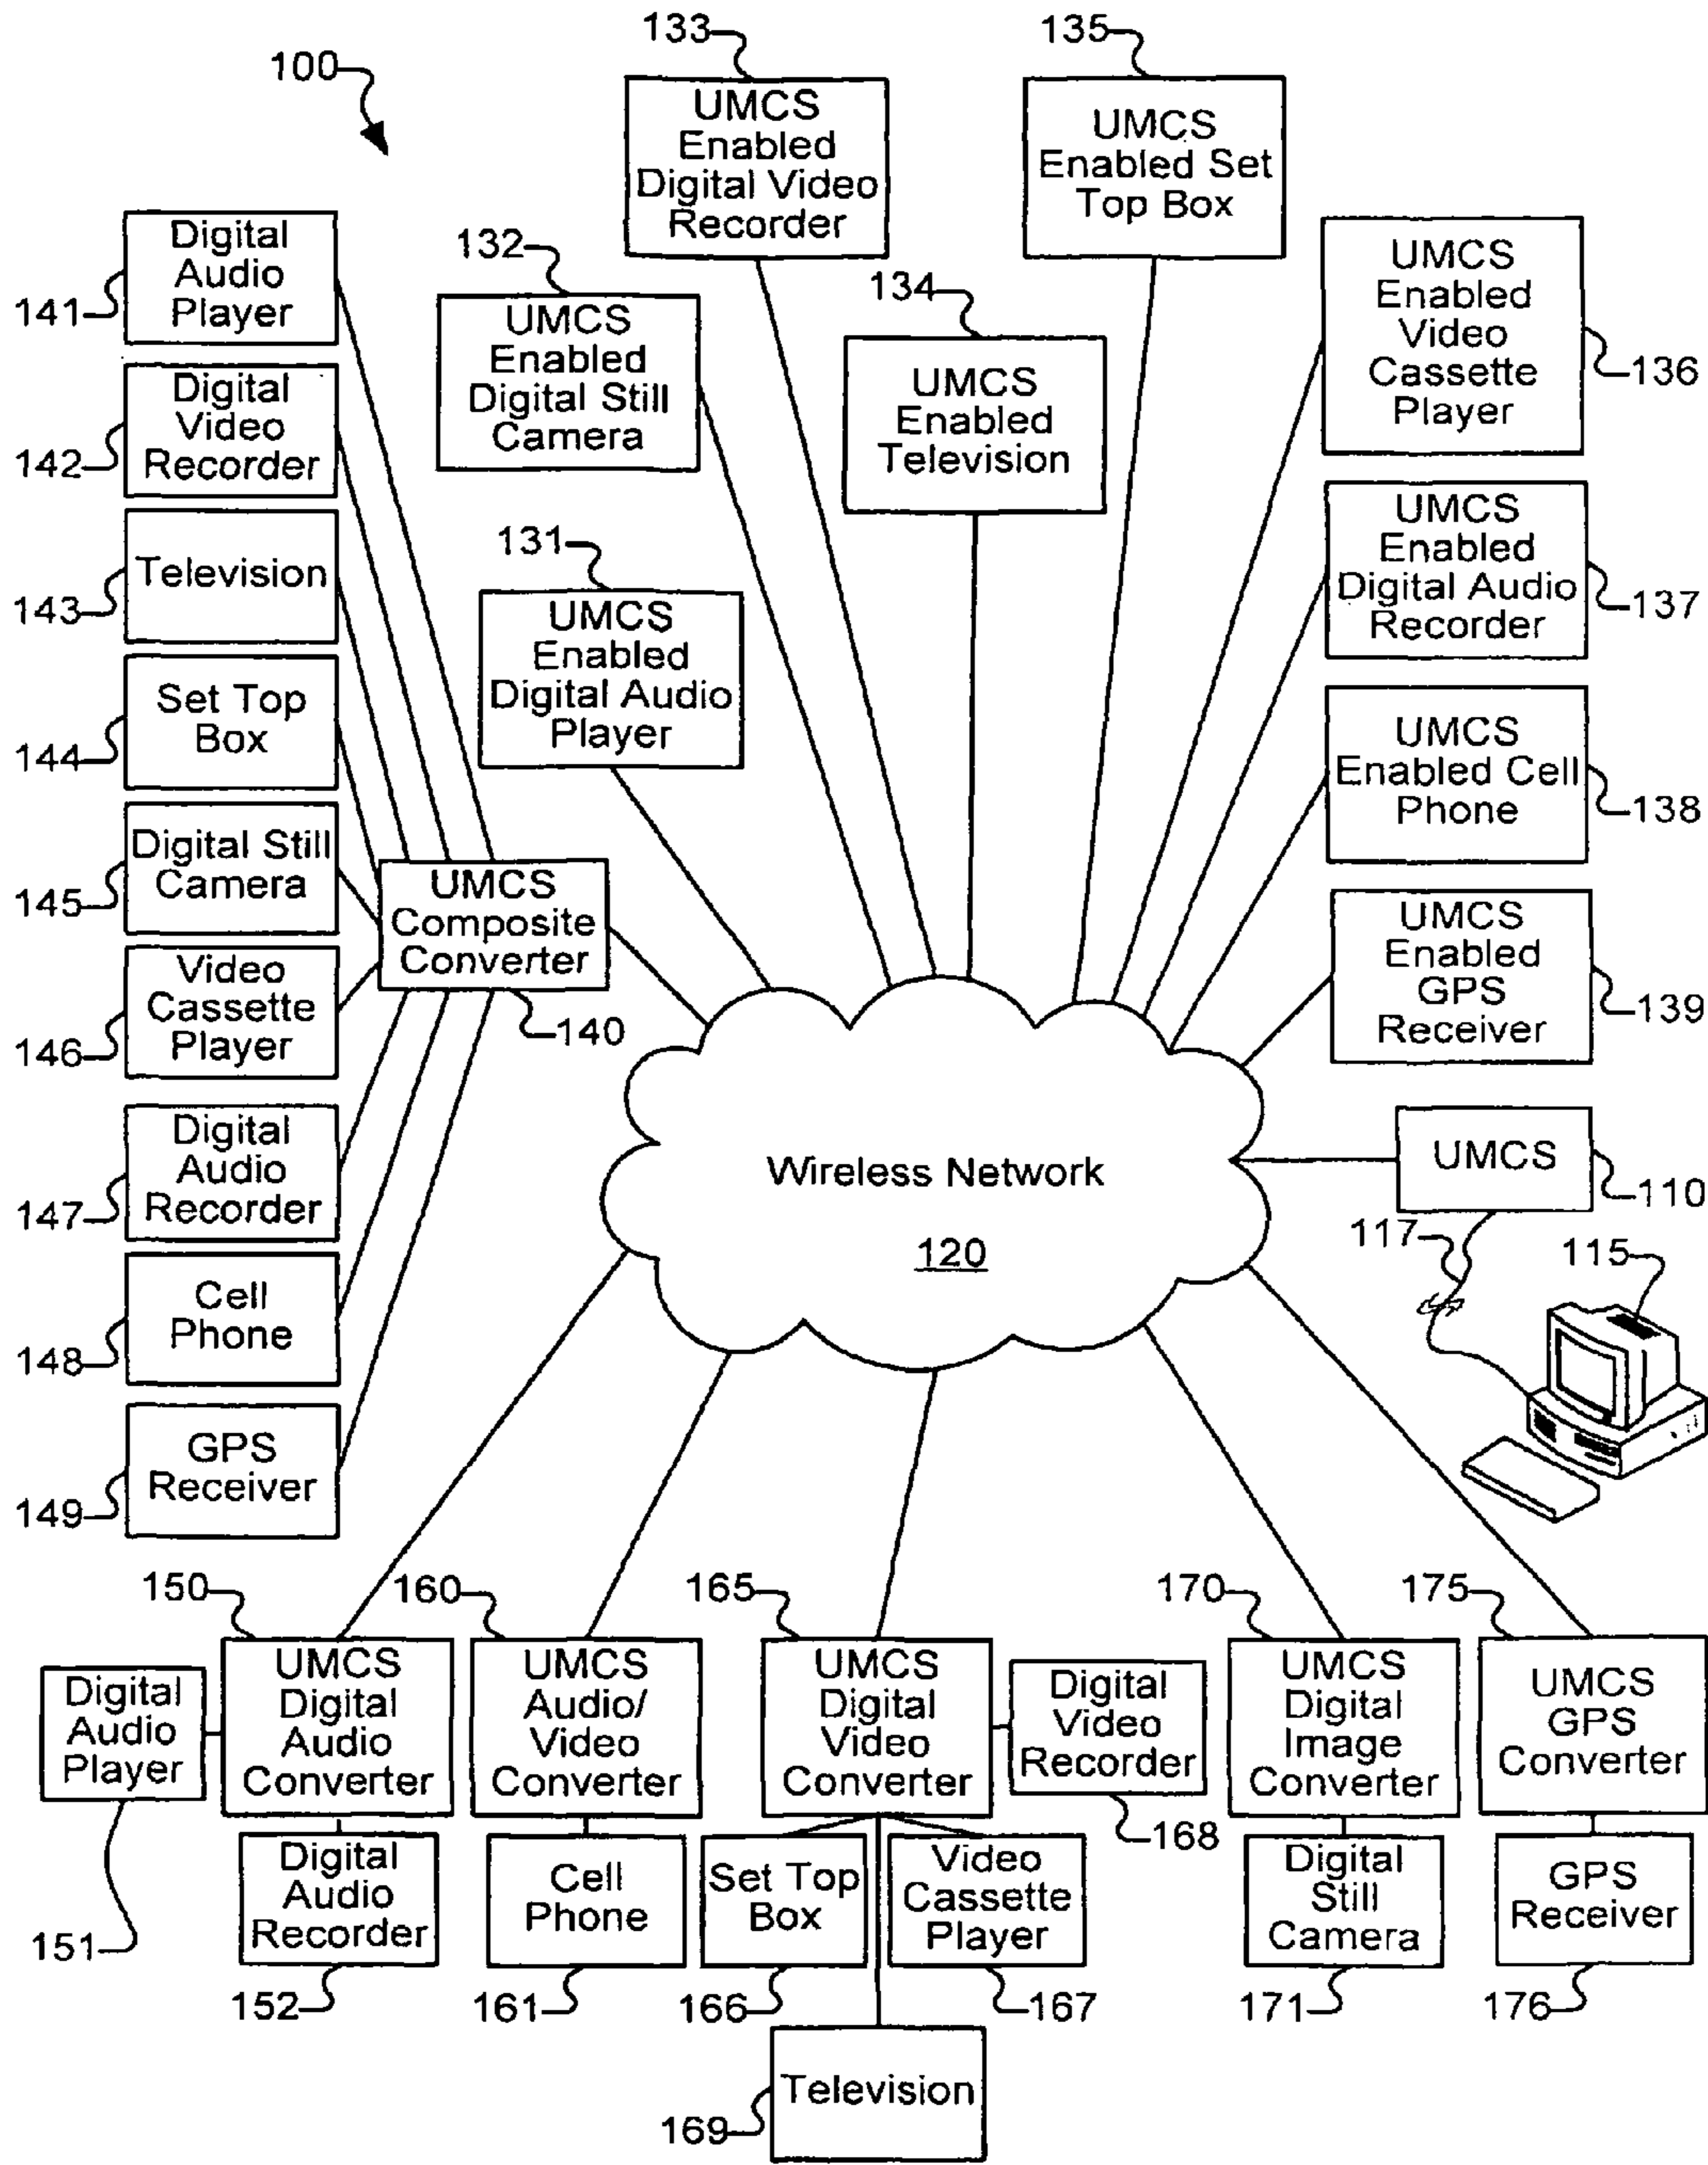 100
133
UMCS
Enabled
Digital Video
Recorder
135
UMCS
Enabled Set
Top Box
132
UMCS
Enabled
Digital Still
Camera
134
UMCS
Enabled
Television
UMCS
Enabled
Video
Cassette
Player
136
131
UMCS
Enabled
Digital Audio
Player
UMCS
Enabled
Digital Audio
Recorder
137
UMCS
Enabled Cell
Phone
138
UMCS
Enabled
GPS
Receiver
139
Digital
Audio
Player
141
Digital
Video
Recorder
142
Television
143
Set Top
Box
144
Digital Still
Camera
145
Video
Cassette
Player
146
Digital
Audio
Recorder
147
Cell
Phone
148
GPS
Receiver
149
UMCS
Composite
Converter
140
Wireless Network
120
UMCS
110
117
115
150
UMCS
Digital
Audio
Converter
Digital
Audio
Player
151
Digital
Audio
Recorder
152
160
UMCS
Audio/
Video
Converter
Cell
Phone
161
165
UMCS
Digital
Video
Converter
Digital
Video
Recorder
168
Set Top
Box
166
Video
Cassette
Player
167
Television
169
170
UMCS
Digital
Image
Converter
Digital
Still
Camera
171
175
UMCS
GPS
Converter
GPS
Receiver
176